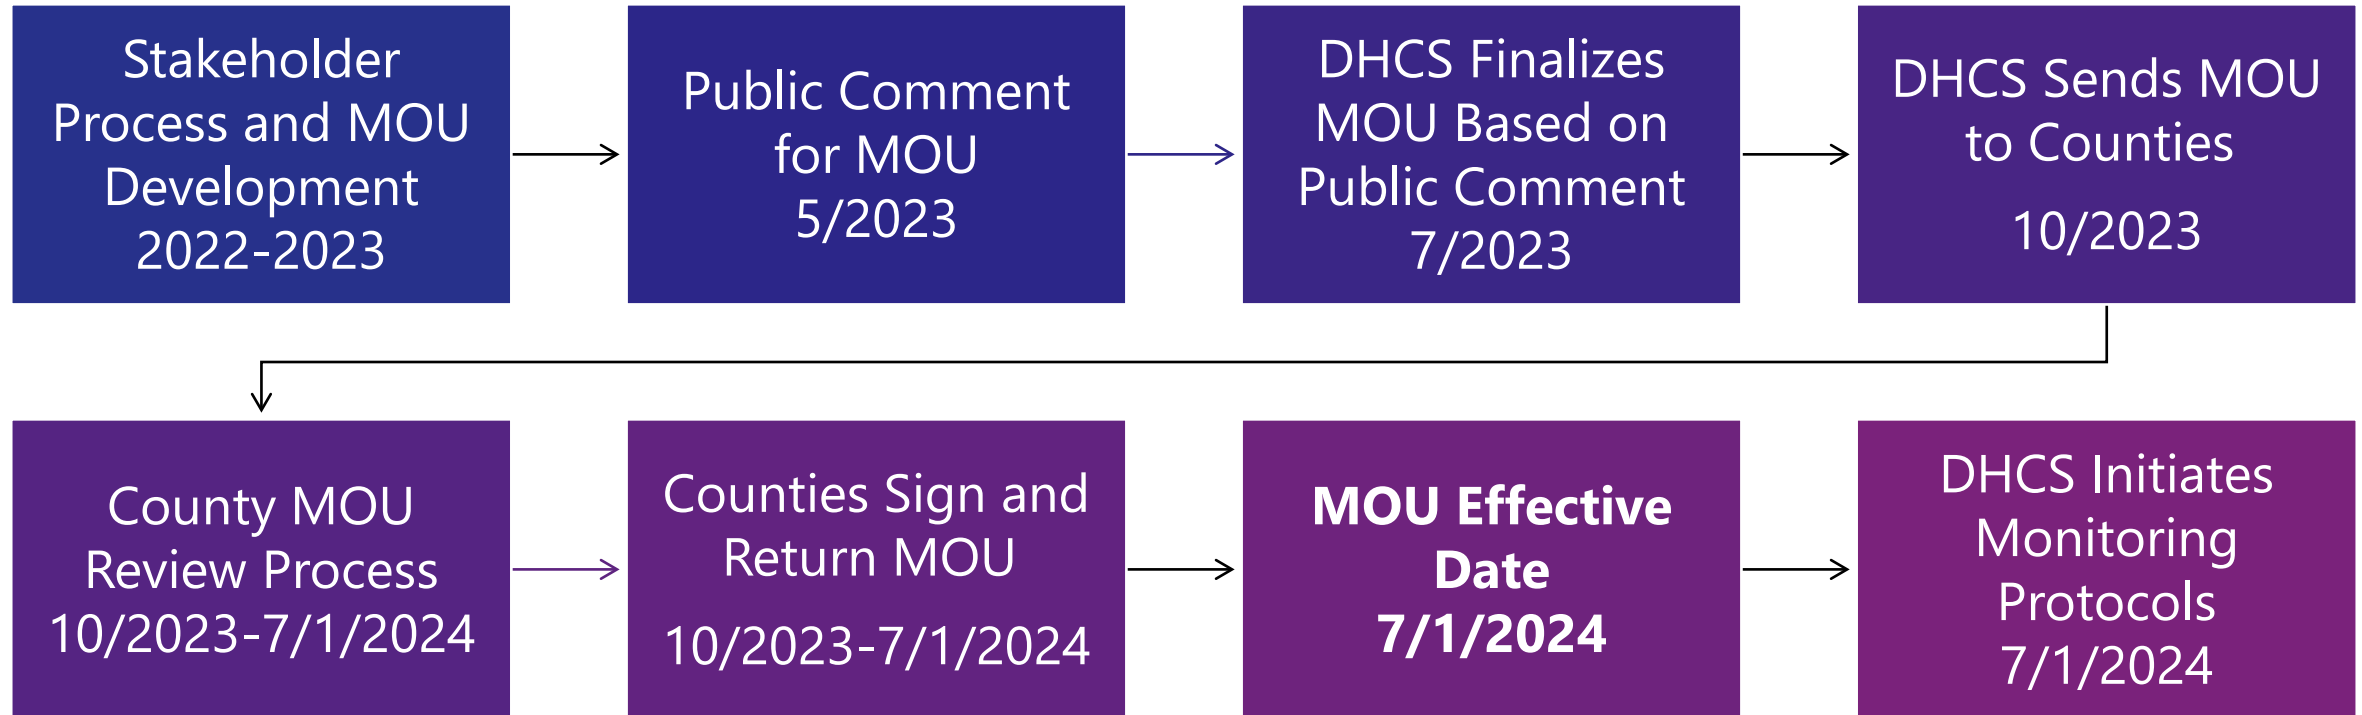 Stakeholder
Process and MOU
Development
2022-2023
Public Comment
for MOU
5/2023
DHCS Finalizes
MOU Based on
Public Comment
7/2023
DHCS Sends MOU
to Counties
10/2023
County MOU
Review Process
10/2023-7/1/2024
Counties Sign and
Return MOU
10/2023-7/1/2024
MOU Effective
Date
7/1/2024
DHCS Initiates
Monitoring
Protocols
7/1/2024